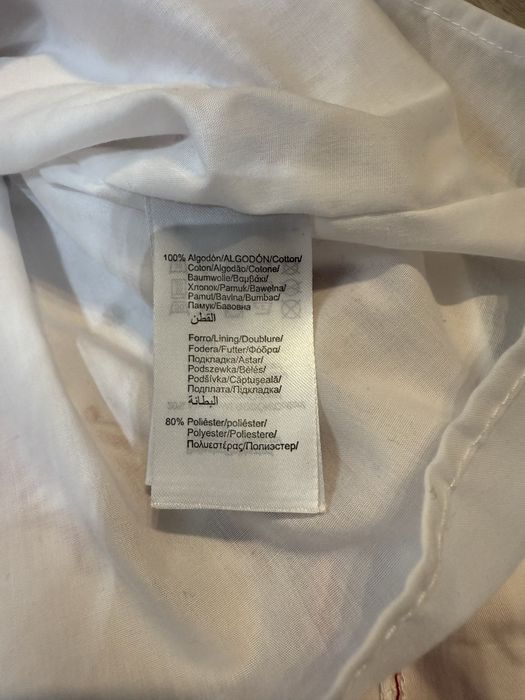 100% Algodón/ALGODÓN/Cotton/
Coton/Algodão/Cotone/
Baumwolle/Βαμβάκι/
Хлопок/Pamuk/Bawełna/
Pamut/Bavlna/Bumbac/
Памук/Бавовна
القطن
Forro/Lining/Doublure/
Fodera/Futter/Φόδρα/
Подкладка/Astar/
Podszewka/Bélés/
Podšívka/Căptuşeală/
Подплата/Підкладка/
البطانة
80% Poliéster/poliéster/
Polyester/Poliestere/
Πολυεστέρας/Полиэстер/